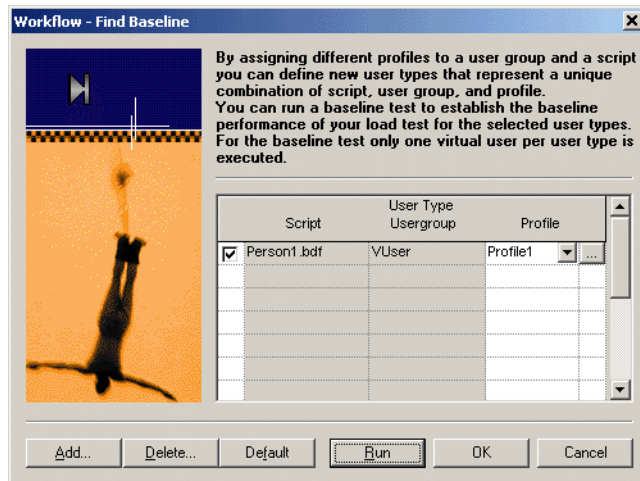 Workflow - Find Baseline
By assigning different profiles to a user group and a script
you can define new user types that represent a unique
combination of script, user group, and profile.
You can run a baseline test to establish the baseline
performance of your load test for the selected user types.
For the baseline test only one virtual user per user type is
executed.
User Type
Script Usergroup Profile
Person1.bdf VUser Profile1 ...
Add... Delete... Default Run OK Cancel